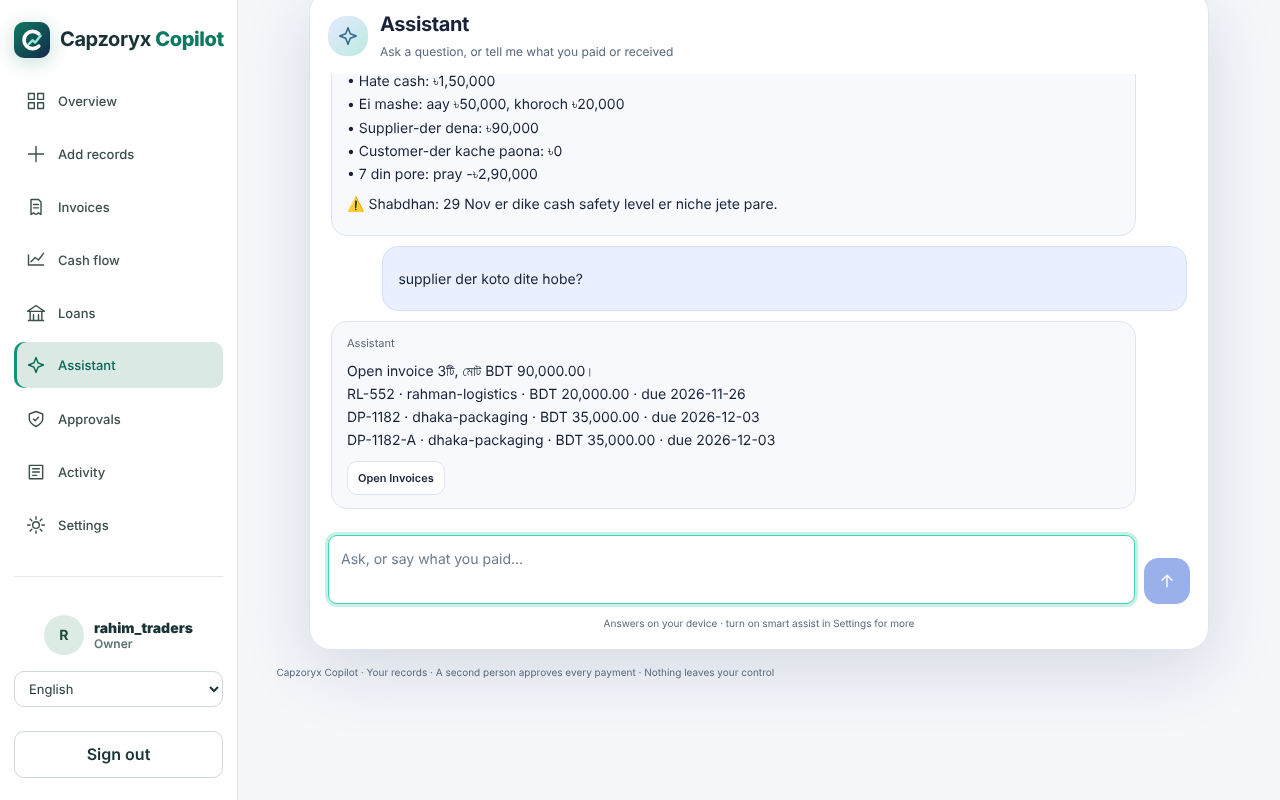 Capzoryx Copilot
Overview
Add records
Invoices
Cash flow
Loans
Assistant
Approvals
Activity
Settings
R
rahim_traders
Owner
English
Sign out
Assistant
Ask a question, or tell me what you paid or received
• Hate cash: ৳1,50,000
• Ei mashe: aay ৳50,000, khoroch ৳20,000
• Supplier-der dena: ৳90,000
• Customer-der kache paona: ৳0
• 7 din pore: pray -৳2,90,000
⚠️ Shabdhan: 29 Nov er dike cash safety level er niche jete pare.
supplier der koto dite hobe?
Assistant
Open invoice 3টি, মোট BDT 90,000.00।
RL-552 · rahman-logistics · BDT 20,000.00 · due 2026-11-26
DP-1182 · dhaka-packaging · BDT 35,000.00 · due 2026-12-03
DP-1182-A · dhaka-packaging · BDT 35,000.00 · due 2026-12-03
Open Invoices
Ask, or say what you paid...
Answers on your device · turn on smart assist in Settings for more
Capzoryx Copilot · Your records · A second person approves every payment · Nothing leaves your control